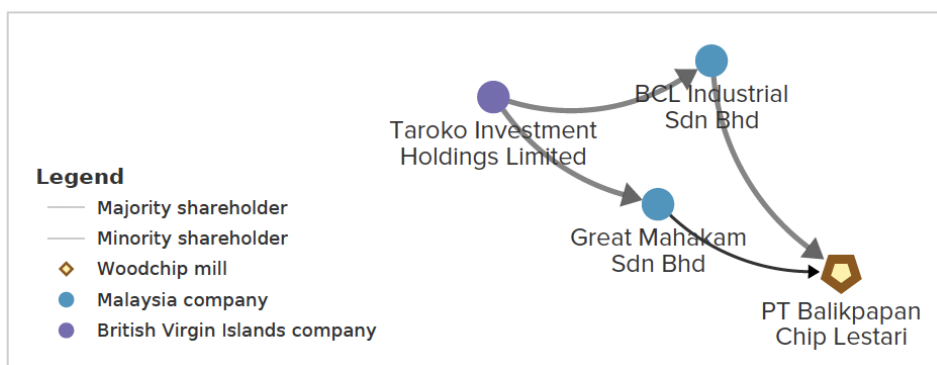 BCL Industrial
Sdn Bhd
Taroko Investment
Holdings Limited
Legend
Majority shareholder
Minority shareholder
Woodchip mill
Malaysia company
British Virgin Islands company
Great Mahakam
Sdn Bhd
PT Balikpapan
Chip Lestari